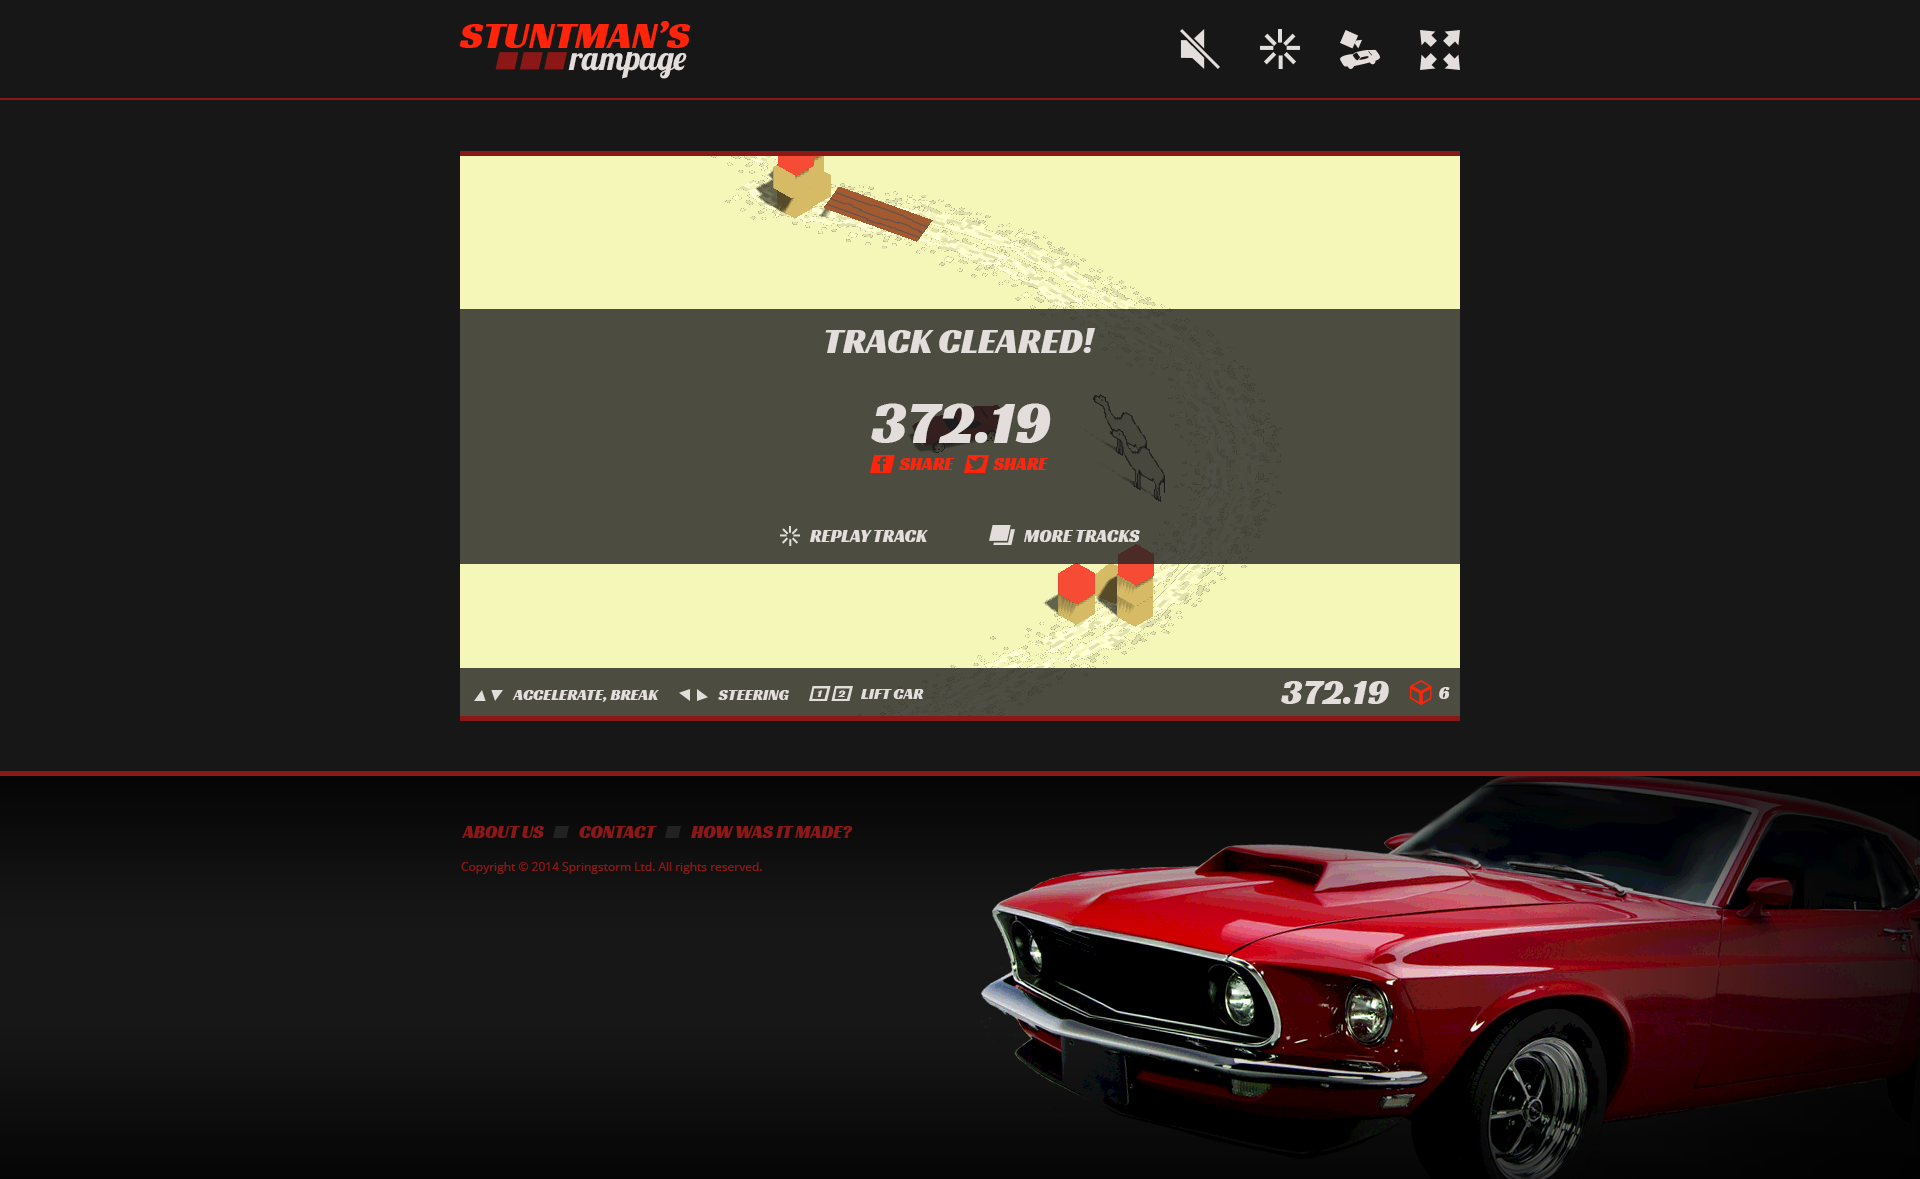 STUNTMAN'S
rampage
TRACK CLEARED!
372.19
f SHARE SHARE
REPLAY TRACK MORE TRACKS
ACCELERATE, BREAK STEERING 1 2 LIFT CAR 372.19 6
ABOUT US CONTACT HOW WAS IT MADE?
Copyright © 2014 Springstorm Ltd. All rights reserved.